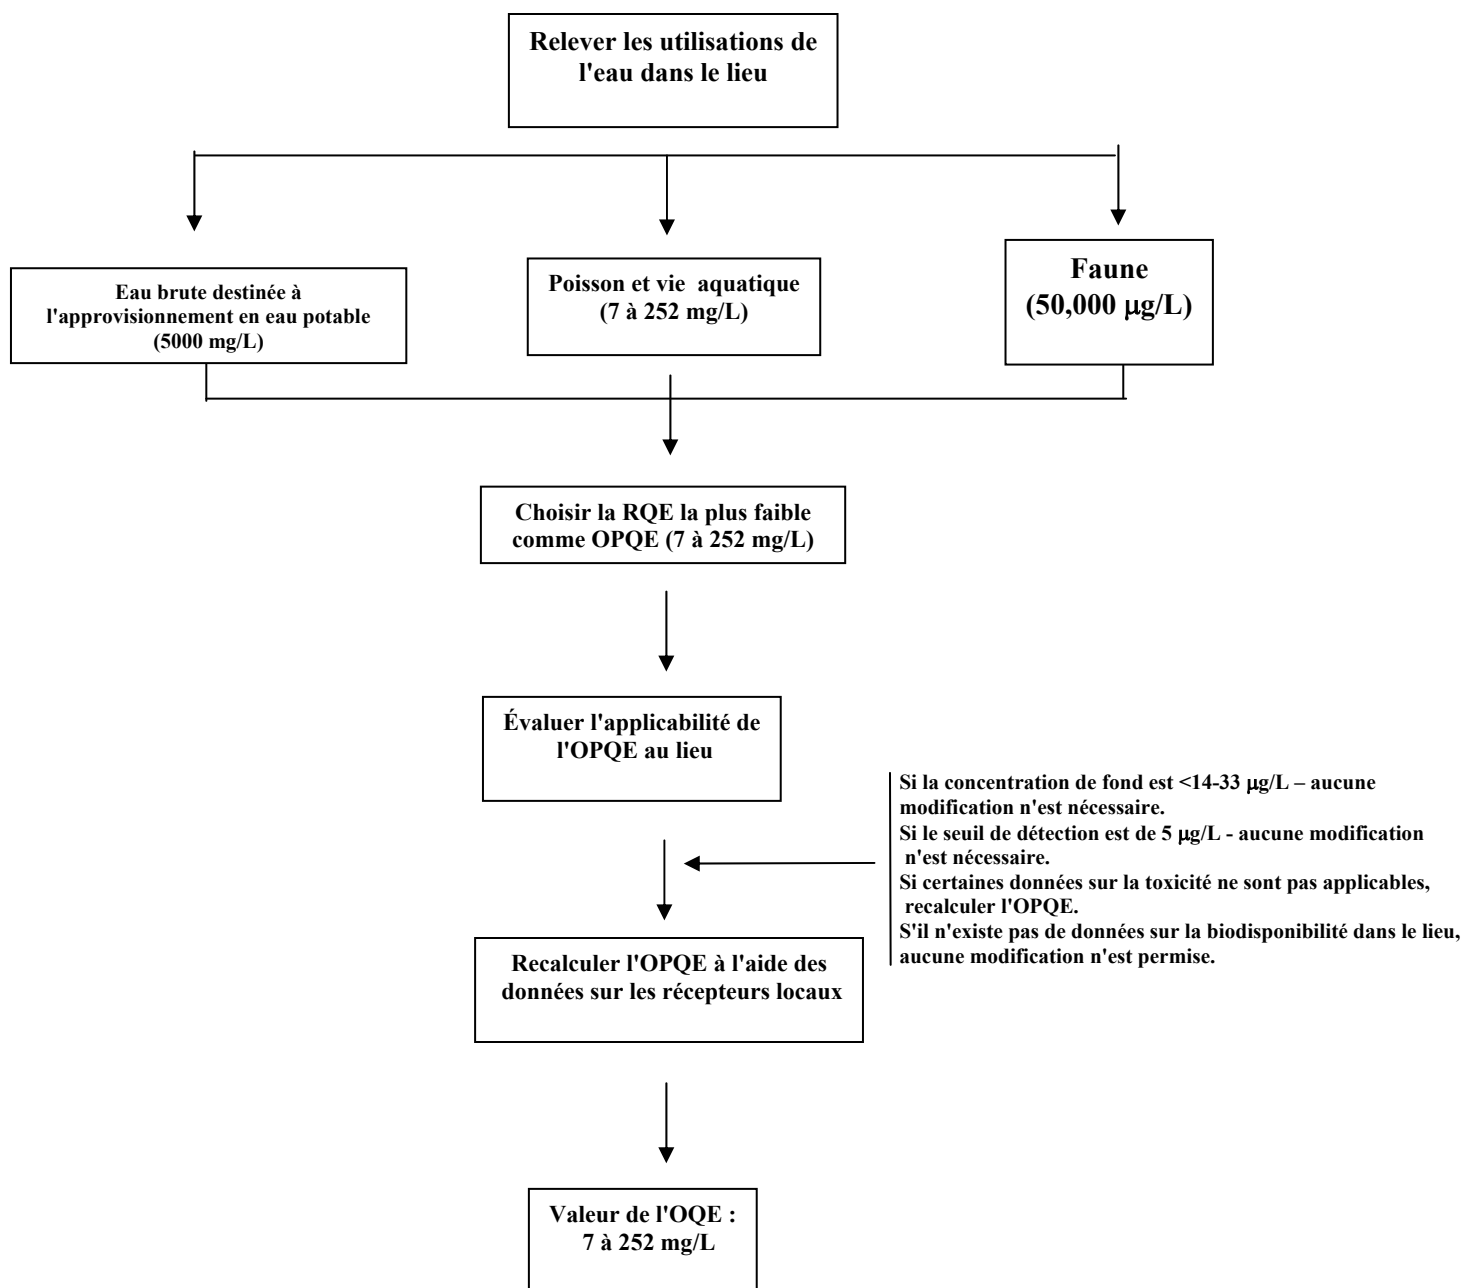 Relever les utilisations de
l'eau dans le lieu
Eau brute destinée à
l'approvisionnement en eau potable
(5000 mg/L)
Poisson et vie aquatique
(7 à 252 mg/L)
Faune
(50,000 µg/L)
Choisir la RQE la plus faible
comme OPQE (7 à 252 mg/L)
Évaluer l'applicabilité de
l'OPQE au lieu
Si la concentration de fond est <14-33 µg/L – aucune
modification n'est nécessaire.
Si le seuil de détection est de 5 µg/L - aucune modification
n'est nécessaire.
Si certaines données sur la toxicité ne sont pas applicables,
recalculer l'OPQE.
S'il n'existe pas de données sur la biodisponibilité dans le lieu,
aucune modification n'est permise.
Recalculer l'OPQE à l'aide des
données sur les récepteurs locaux
Valeur de l'OQE :
7 à 252 mg/L